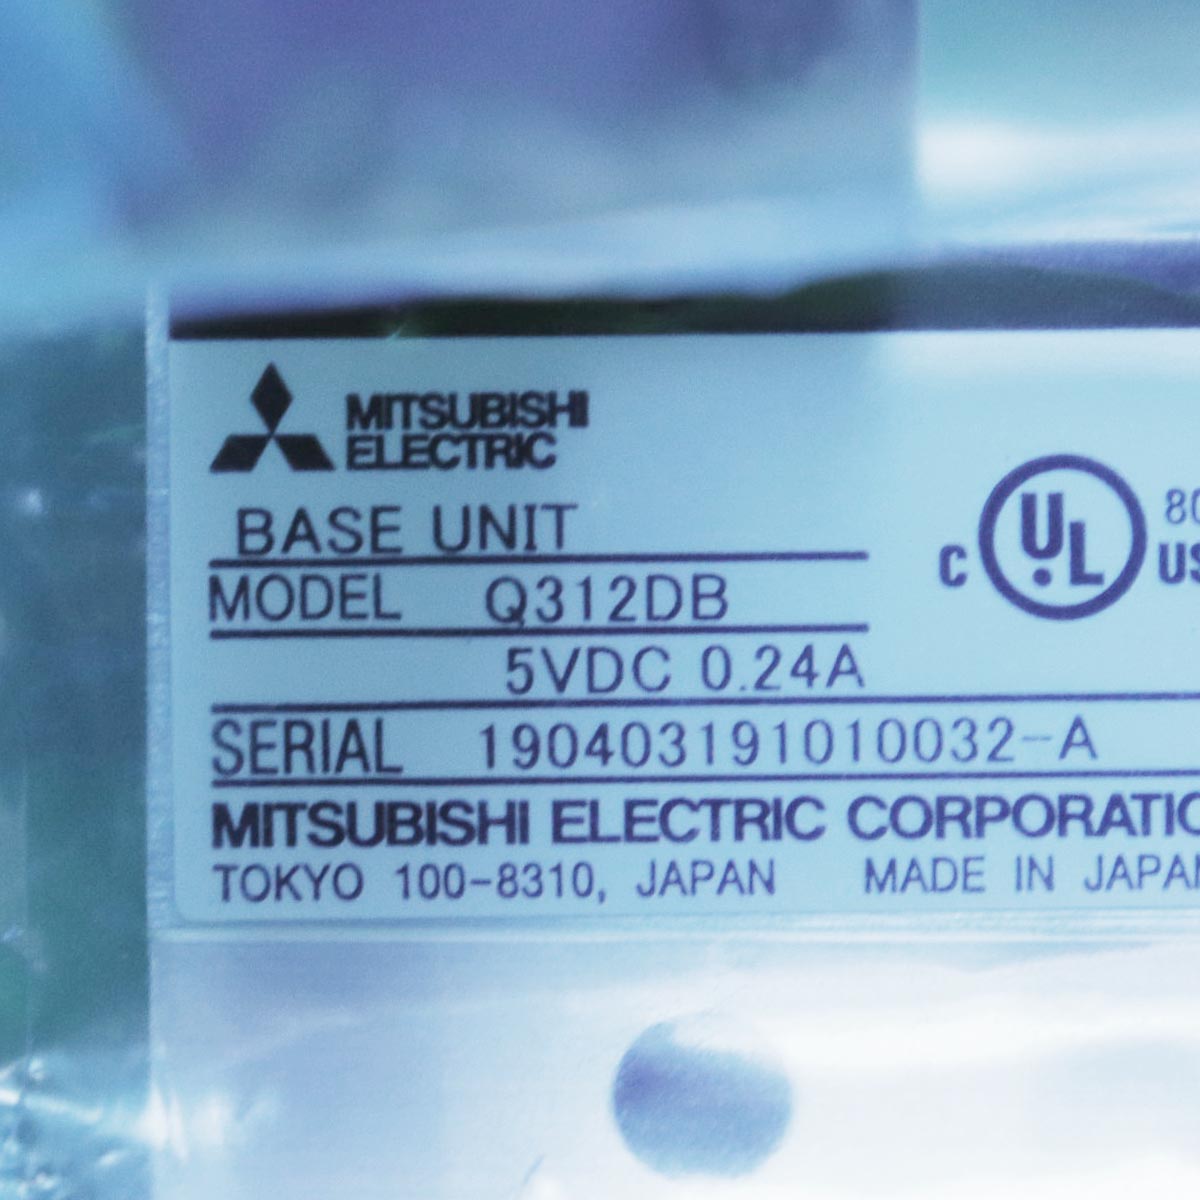 MITSUBISHI
ELECTRIC
BASE UNIT
MODEL Q312DB
5VDC 0.24A
C UL US
80
SERIAL 190403191010032-A
MITSUBISHI ELECTRIC CORPORATIO
TOKYO 100-8310, JAPAN MADE IN JAPAN